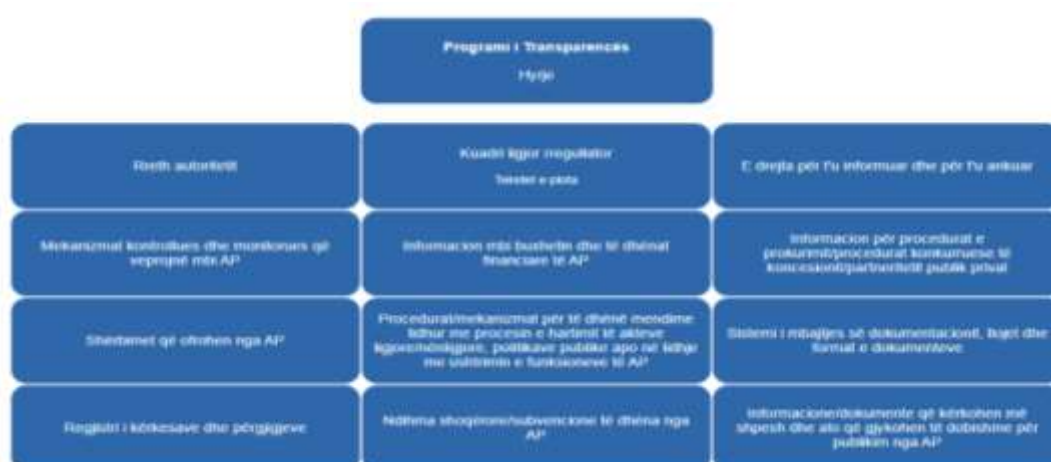 Programi i Transparencës
Hyrje
Rreth autoritetit
Kuadri ligjor rregullator
Tekstet e plota
E drejta për t'u informuar dhe për t'u ankuar
Mekanizmat kontrollues dhe monitorues që
veprojnë mbi AP
Informacion mbi buxhetin dhe të dhënat
financiare të AP
Informacion për procedurat e
prokurimit/procedurat konkurruese të
koncesionit/partneritetit publik privat
Shërbimet që ofrohen nga AP
Procedurat/mekanizmat për të dhënë mendime
lidhur me procesin e hartimit të akteve
ligjore/nënligjore, politikave publike apo në lidhje
me ushtrimin e funksioneve të AP
Sistemi i mbajtjes së dokumentacionit, llojet dhe
format e dokumenteve
Regjistri i kërkesave dhe përgjigjeve
Ndihma shoqërore/subvencione të dhëna nga
AP
Informacione/dokumente që kërkohen më
shpesh dhe ato që gjykohen të dobishme për
publikim nga AP